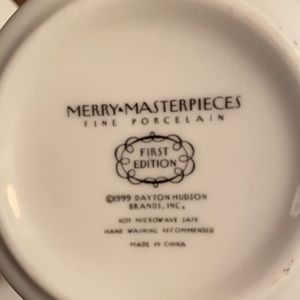 MERRY▲MASTERPIECES
FINE PORCELAIN
FIRST
EDITION
©1999 DAYTON HUDSON
BRANDS, INC.
NOT MICROWAVE SAFE
HAND WASHING RECOMMENDED
MADE IN CHINA